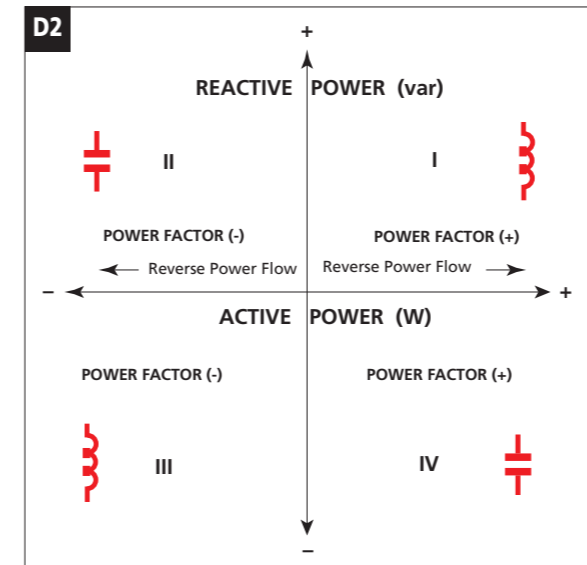 D2
+
REACTIVE POWER (var)
II
I
POWER FACTOR (-)
POWER FACTOR (+)
Reverse Power Flow
Reverse Power Flow
–
+
ACTIVE POWER (W)
POWER FACTOR (-)
POWER FACTOR (+)
III
IV
–